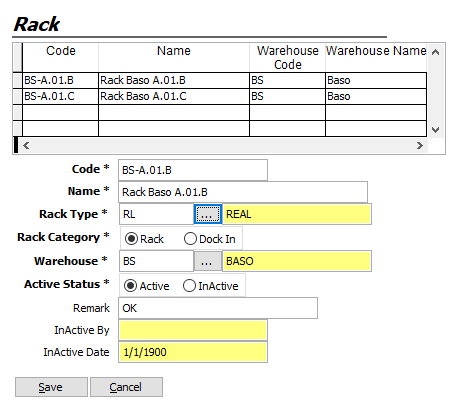 Rack
Code Name Warehouse Code Warehouse Name
BS-A.01.B Rack Baso A.01.B BS Baso
BS-A.01.C Rack Baso A.01.C BS Baso
Code * BS-A.01.B
Name * Rack Baso A.01.B
Rack Type * RL ... REAL
Rack Category * Rack Dock In
Warehouse * BS ... BASO
Active Status * Active InActive
Remark OK
InActive By
InActive Date 1/1/1900
Save Cancel